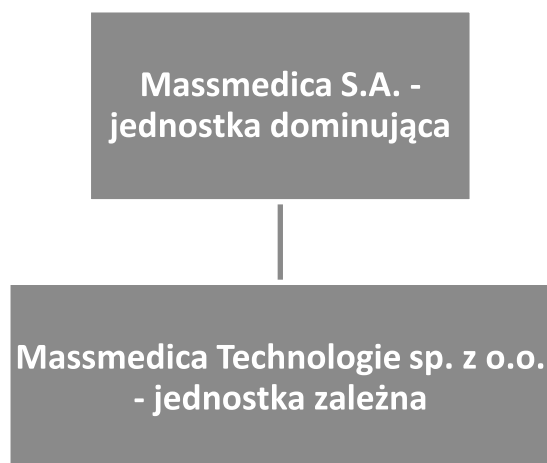 Massmedica S.A. -
jednostka dominująca
Massmedica Technologie sp. z o.o.
- jednostka zależna